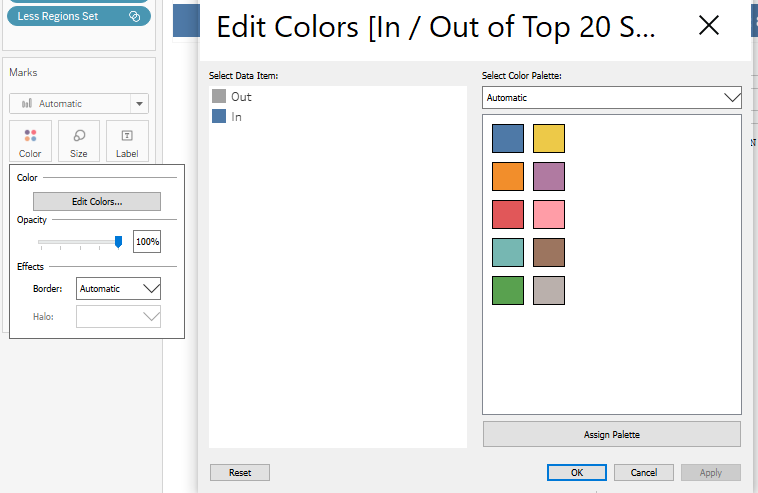 Less Regions Set
Marks
Automatic
Color
Size
Label
Color
Edit Colors...
Opacity
100%
Effects
Border:
Automatic
Halo:
Edit Colors [In / Out of Top 20 S...
Select Data Item:
Out
In
Select Color Palette:
Automatic
Assign Palette
Reset
OK
Cancel
Apply